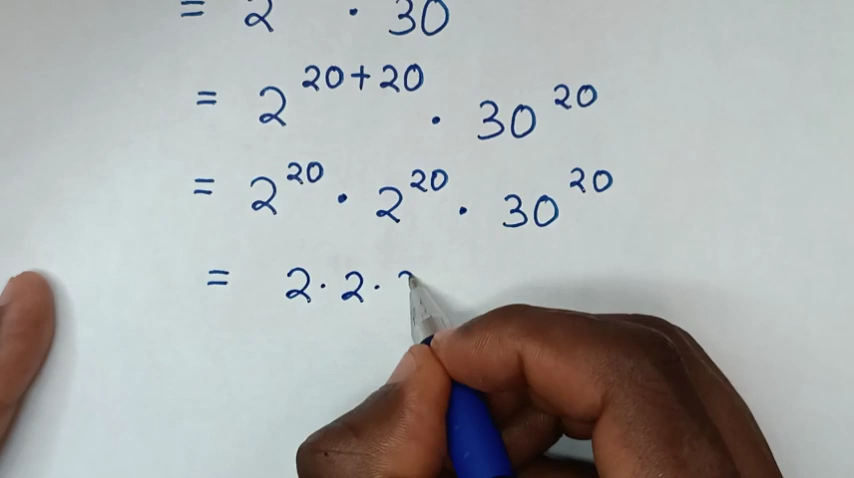 = 2 · 30
= 2^20+20 · 30^20
= 2^20 · 2^20 · 30^20
= 2 · 2 ·